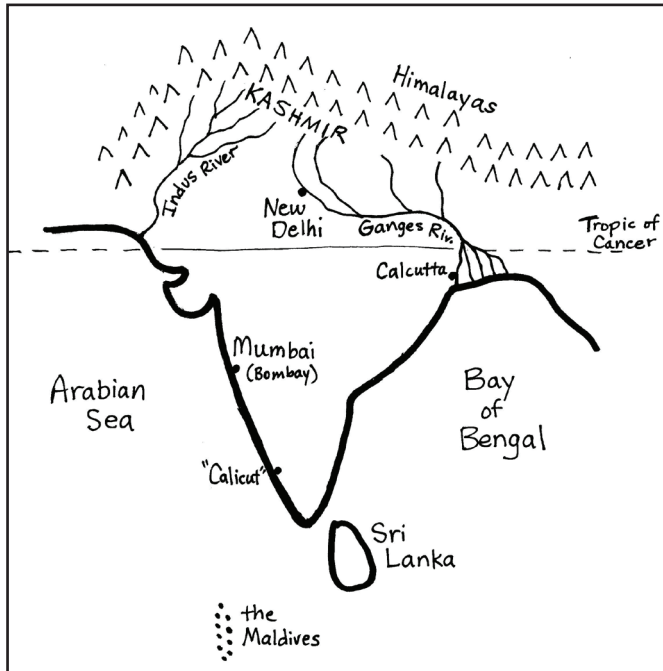 Himalayas
KASHMIR
Indus River
New
Delhi
Ganges Riv.
Tropic of
Cancer
Calcutta
Mumbai
(Bombay)
Arabian
Sea
Bay
of
Bengal
"Calicut"
Sri
Lanka
the
Maldives